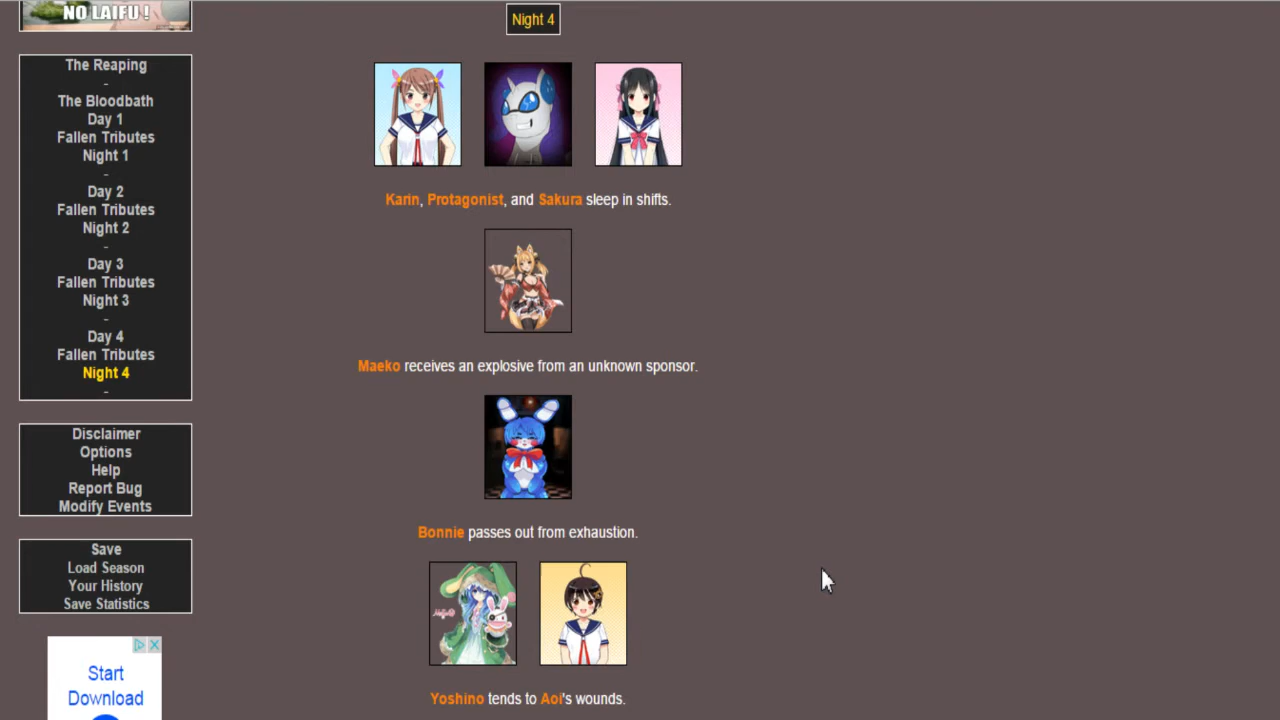 NO LAIFU !
The Reaping
-
The Bloodbath
Day 1
Fallen Tributes
Night 1
-
Day 2
Fallen Tributes
Night 2
-
Day 3
Fallen Tributes
Night 3
-
Day 4
Fallen Tributes
Night 4
-
Disclaimer
Options
Help
Report Bug
Modify Events
Save
Load Season
Your History
Save Statistics
Start
Download
Night 4
Karin, Protagonist, and Sakura sleep in shifts.
Maeko receives an explosive from an unknown sponsor.
Bonnie passes out from exhaustion.
Yoshino tends to Aoi's wounds.